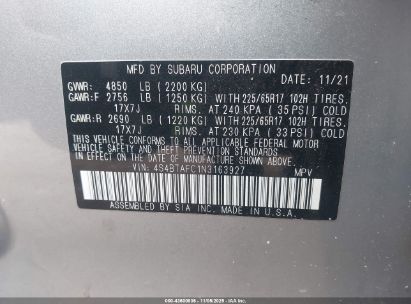 MFD BY SUBARU CORPORATION DATE: 11/21
GVWR: 4850 LB (2200 KG)
GAWR:F 2756 LB (1250 KG) WITH 225/65R17 102H TIRES,
17X7J RIMS, AT 240 KPA (35 PSI) COLD
GAWR:R 2690 LB (1220 KG) WITH 225/65R17 102H TIRES,
17X7J RIMS, AT 230 KPA (33 PSI) COLD
THIS VEHICLE CONFORMS TO ALL APPLICABLE FEDERAL MOTOR
VEHICLE SAFETY AND BUMPER STANDARDS IN EFFECT ON THE
DATE OF MANUFACTURE SHOWN ABOVE.
VIN: 4S4BTAFC1N3163927 MPV
ASSEMBLED BY SIA INC. MADE IN U.S.A.